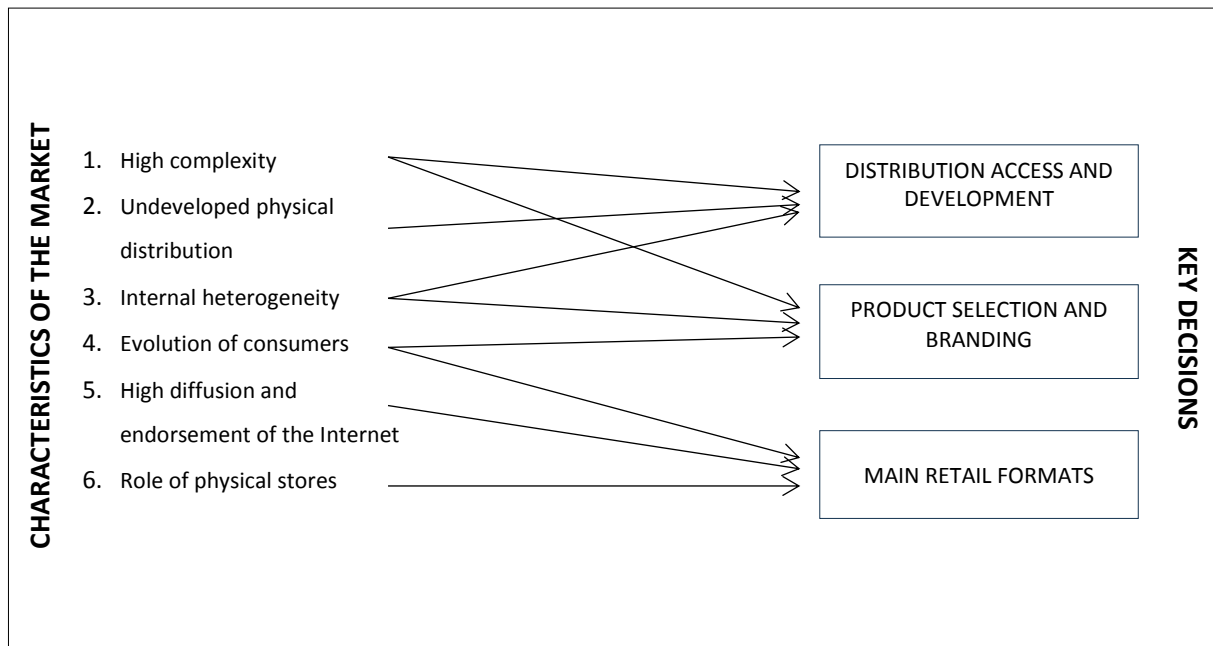 CHARACTERISTICS OF THE MARKET
1. High complexity
2. Undeveloped physical
distribution
3. Internal heterogeneity
4. Evolution of consumers
5. High diffusion and
endorsement of the Internet
6. Role of physical stores
DISTRIBUTION ACCESS AND
DEVELOPMENT
PRODUCT SELECTION AND
BRANDING
MAIN RETAIL FORMATS
KEY DECISIONS